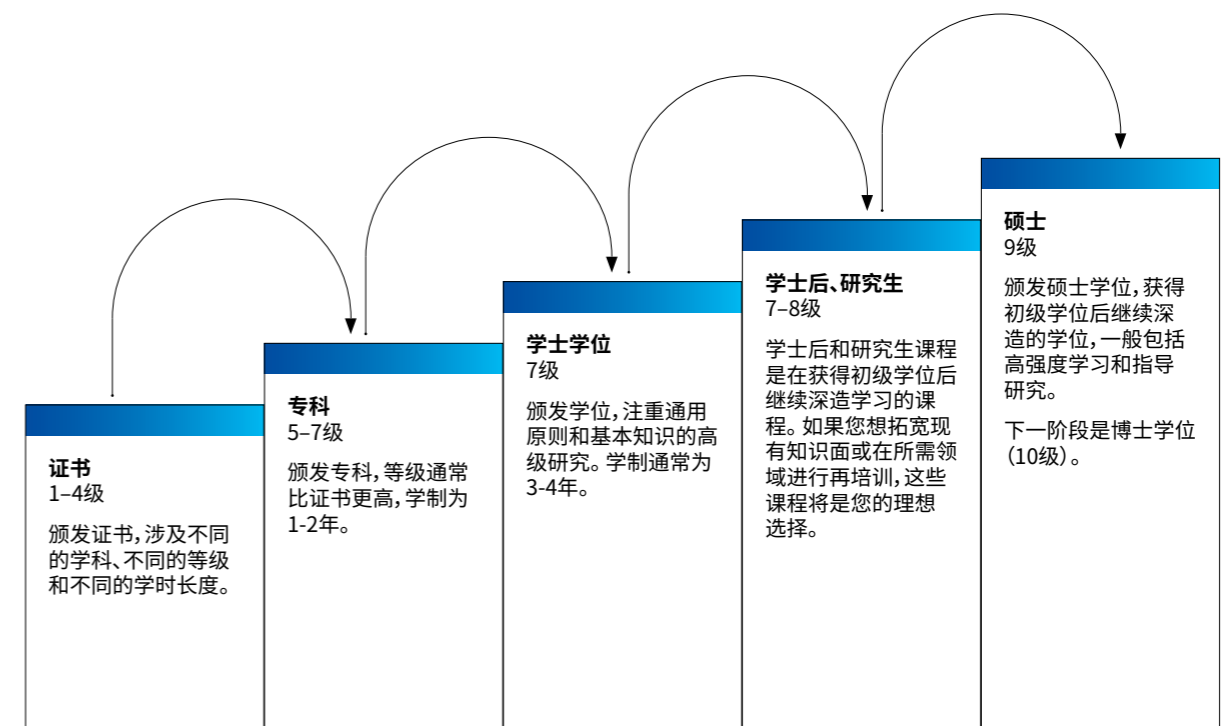 证书
1–4级
颁发证书，涉及不同
的学科、不同的等级
和不同的学时长度。
专科
5–7级
颁发专科，等级通常
比证书更高，学制为
1-2年。
学士学位
7级
颁发学位，注重通用
原则和基本知识的高
级研究。学制通常为
3-4年。
学士后、研究生
7–8级
学士后和研究生课程
是在获得初级学位后
继续深造学习的课
程。如果您想拓宽现
有知识面或在所需领
域进行再培训，这些
课程将是您的理想
选择。
硕士
9级
颁发硕士学位，获得
初级学位后继续深
造的学位，一般包括
高强度学习和指导
研究。
下一阶段是博士学位
（10级）。